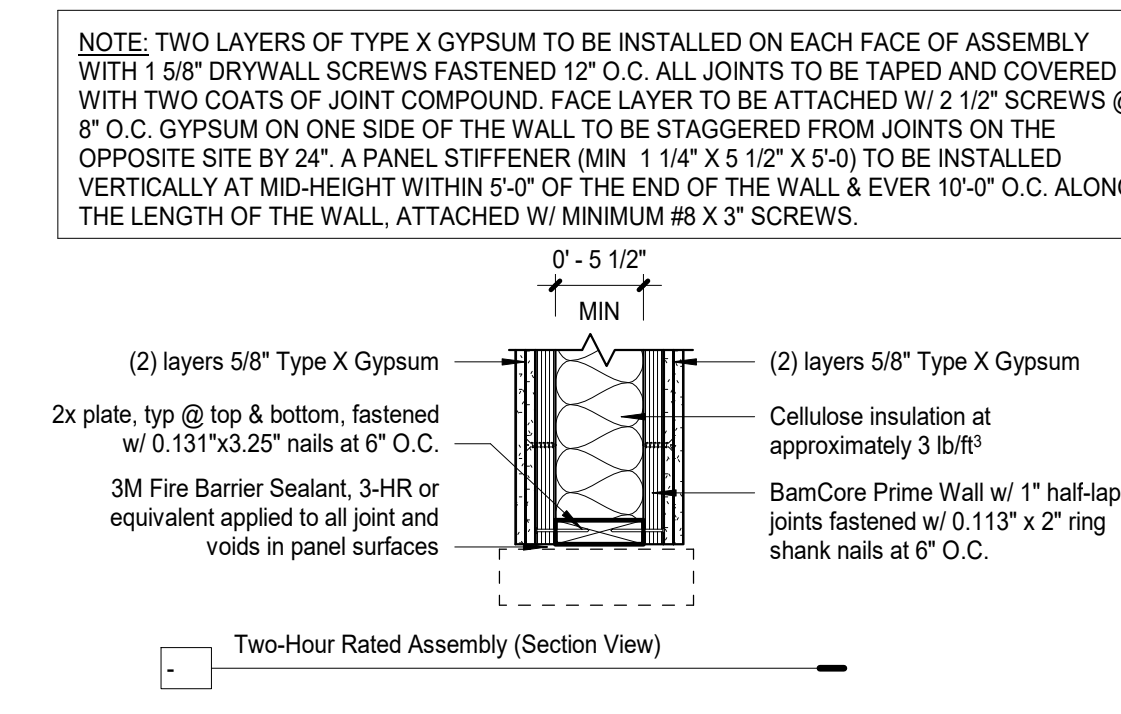 NOTE: TWO LAYERS OF TYPE X GYPSUM TO BE INSTALLED ON EACH FACE OF ASSEMBLY
WITH 1 5/8" DRYWALL SCREWS FASTENED 12" O.C. ALL JOINTS TO BE TAPED AND COVERED
WITH TWO COATS OF JOINT COMPOUND. FACE LAYER TO BE ATTACHED W/ 2 1/2" SCREWS @
8" O.C. GYPSUM ON ONE SIDE OF THE WALL TO BE STAGGERED FROM JOINTS ON THE
OPPOSITE SITE BY 24". A PANEL STIFFENER (MIN 1 1/4" X 5 1/2" X 5'-0) TO BE INSTALLED
VERTICALLY AT MID-HEIGHT WITHIN 5'-0" OF THE END OF THE WALL & EVER 10'-0" O.C. ALONG
THE LENGTH OF THE WALL, ATTACHED W/ MINIMUM #8 X 3" SCREWS.
0' - 5 1/2"
MIN
(2) layers 5/8" Type X Gypsum
2x plate, typ @ top & bottom, fastened
w/ 0.131"x3.25" nails at 6" O.C.
3M Fire Barrier Sealant, 3-HR or
equivalent applied to all joint and
voids in panel surfaces
(2) layers 5/8" Type X Gypsum
Cellulose insulation at
approximately 3 lb/ft³
BamCore Prime Wall w/ 1" half-lap
joints fastened w/ 0.113" x 2" ring
shank nails at 6" O.C.
Two-Hour Rated Assembly (Section View)
-